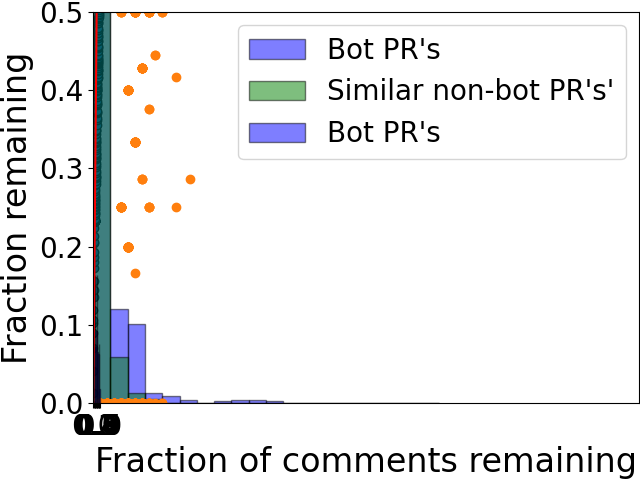 0.5
0.4
0.3
0.2
0.1
0.0
Fraction remaining
Bot PR's
Similar non-bot PR's'
Bot PR's
Fraction of comments remaining